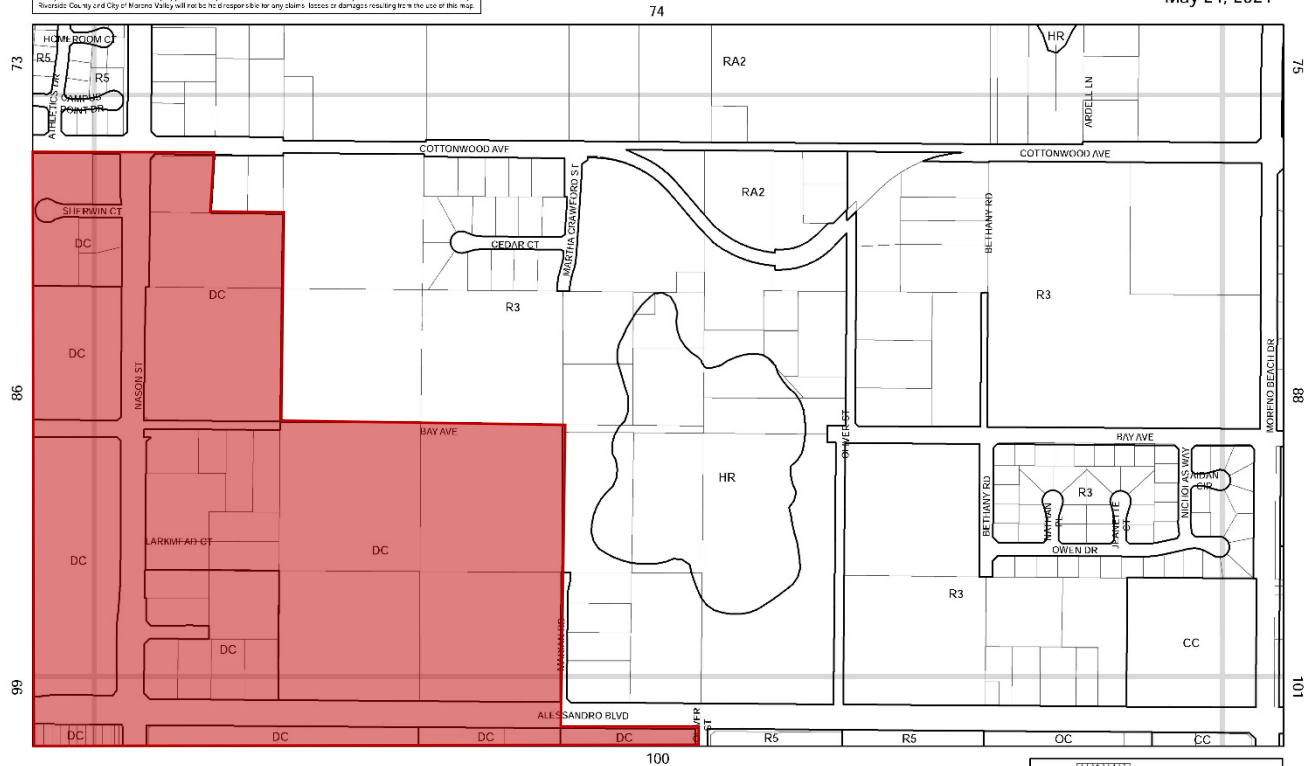 Riverside County and City of Moreno Valley will not be held responsible for any claims, losses or damages resulting from the use of this map.
74
HOMEROOM CT
HR
R5
RA2
73
75
R5
CAMPUS
POINT DR
ATHLETICS DR
ARDELL LN
COTTONWOOD AVE
COTTONWOOD AVE
RA2
SHERWIN CT
MARTHA CRAWFORD ST
BETHANY RD
DC
CEDAR CT
DC
R3
R3
DC
NASON ST
MORENO BEACH DR
86
88
BAY AVE
OLIVER ST
BAY AVE
HR
NICHOLAS WAY
AIDAN
CIR
R3
BETHANY RD
NATHAN
PL
JEANETTE
CT
LARKMEAD CT
DC
OWEN DR
DC
R3
DC
CC
99
101
ALESSANDRO BLVD
OLIVER
ST
DC
DC
DC
DC
R5
R5
OC
CC
100